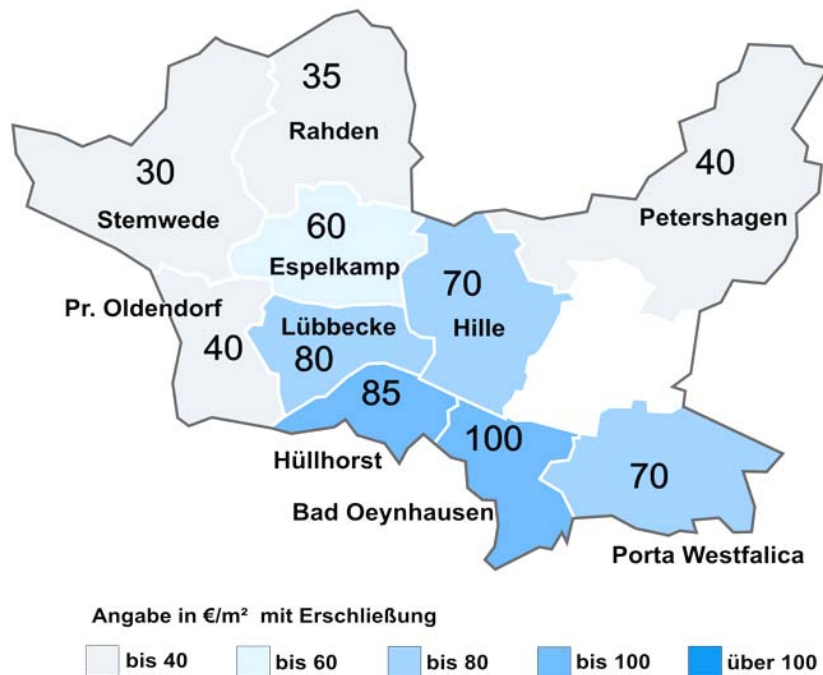 35
Rahden
30
Stemwede
40
Petershagen
60
Espelkamp
70
Hille
Pr. Oldendorf
40
Lübbecke
80
85
Hüllhorst
100
Bad Oeynhausen
70
Porta Westfalica
Angabe in €/m² mit Erschließung
bis 40
bis 60
bis 80
bis 100
über 100